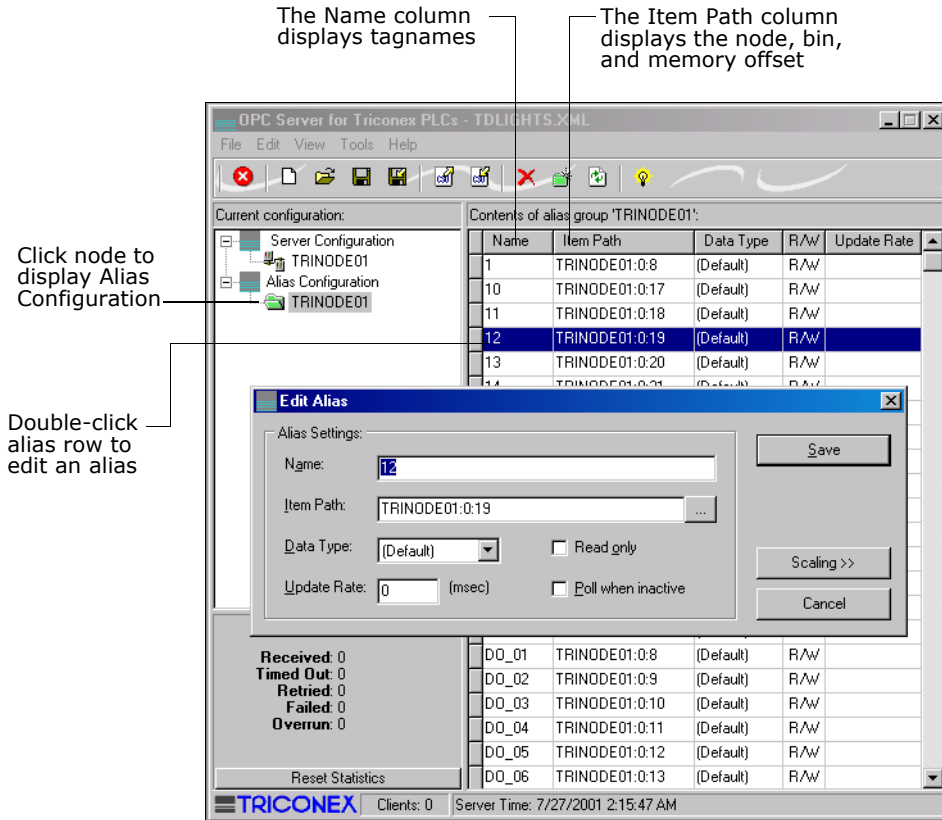 The Name column
displays tagnames
The Item Path column
displays the node, bin,
and memory offset
OPC Server for Triconex PLCs - TDLIGHTS.XML
File Edit View Tools Help
Current configuration:
Contents of alias group 'TRINODE01':
Click node to
display Alias
Configuration
Server Configuration
TRINODE01
Alias Configuration
TRINODE01
Name Item Path Data Type R/W Update Rate
1 TRINODE01:0:8 (Default) R/W
10 TRINODE01:0:17 (Default) R/W
11 TRINODE01:0:18 (Default) R/W
12 TRINODE01:0:19 (Default) R/W
13 TRINODE01:0:20 (Default) R/W
14 TRINODE01:0:21 (Default) R/W
Double-click
alias row to
edit an alias
Edit Alias
Alias Settings:
Name: 12
Item Path: TRINODE01:0:19 ...
Data Type: (Default) Read only
Update Rate: 0 (msec) Poll when inactive
Save
Scaling >>
Cancel
Received: 0
Timed Out: 0
Retried: 0
Failed: 0
Overrun: 0
Reset Statistics
DO_01 TRINODE01:0:8 (Default) R/W
DO_02 TRINODE01:0:9 (Default) R/W
DO_03 TRINODE01:0:10 (Default) R/W
DO_04 TRINODE01:0:11 (Default) R/W
DO_05 TRINODE01:0:12 (Default) R/W
DO_06 TRINODE01:0:13 (Default) R/W
TRICONEX Clients: 0 Server Time: 7/27/2001 2:15:47 AM